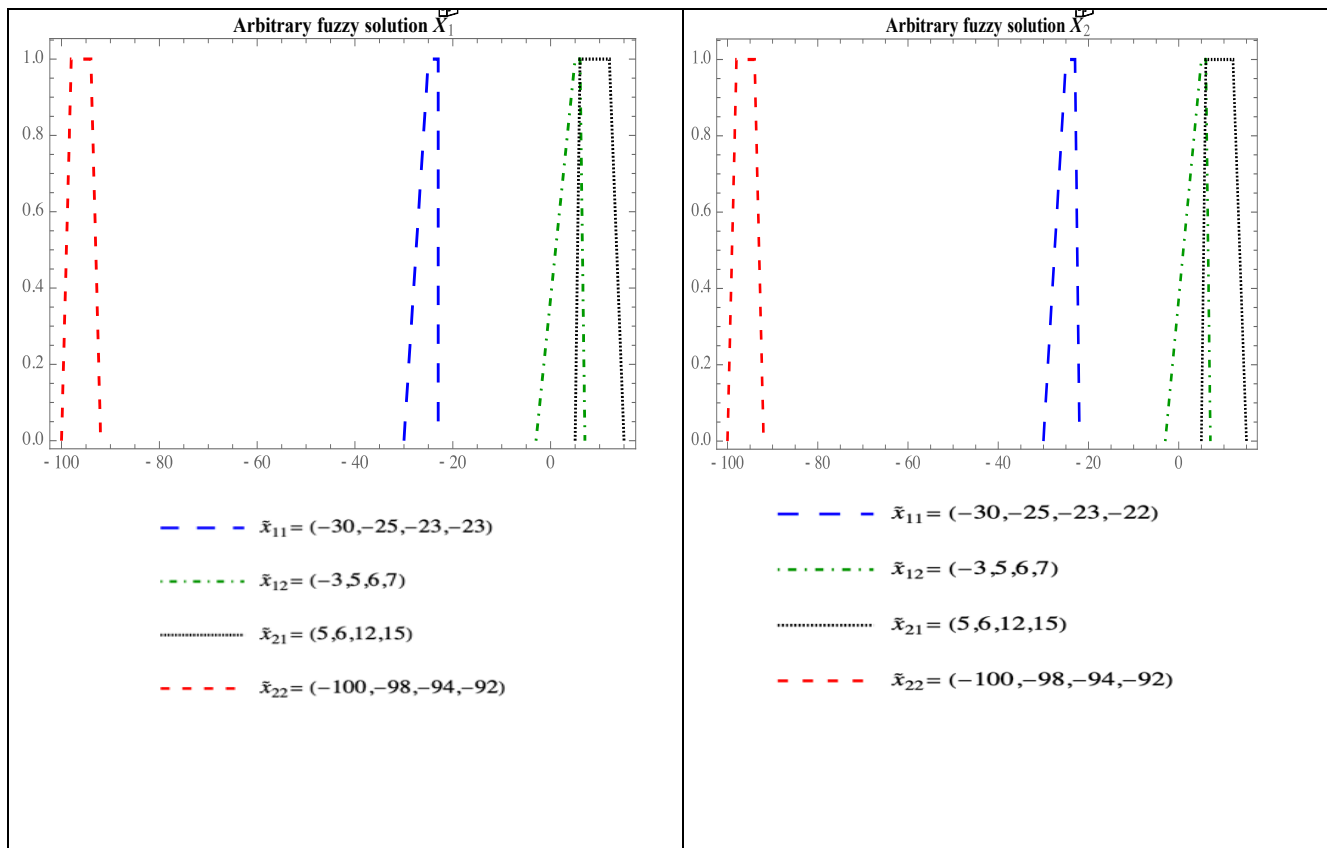 Arbitrary fuzzy solution X̃₁
1.0
0.8
0.6
0.4
0.2
0.0
-100 -80 -60 -40 -20 0
x̃₁₁= (−30,−25,−23,−23)
x̃₁₂= (−3,5,6,7)
x̃₂₁= (5,6,12,15)
x̃₂₂= (−100,−98,−94,−92)
Arbitrary fuzzy solution X̃₂
1.0
0.8
0.6
0.4
0.2
0.0
-100 -80 -60 -40 -20 0
x̃₁₁= (−30,−25,−23,−22)
x̃₁₂= (−3,5,6,7)
x̃₂₁= (5,6,12,15)
x̃₂₂= (−100,−98,−94,−92)